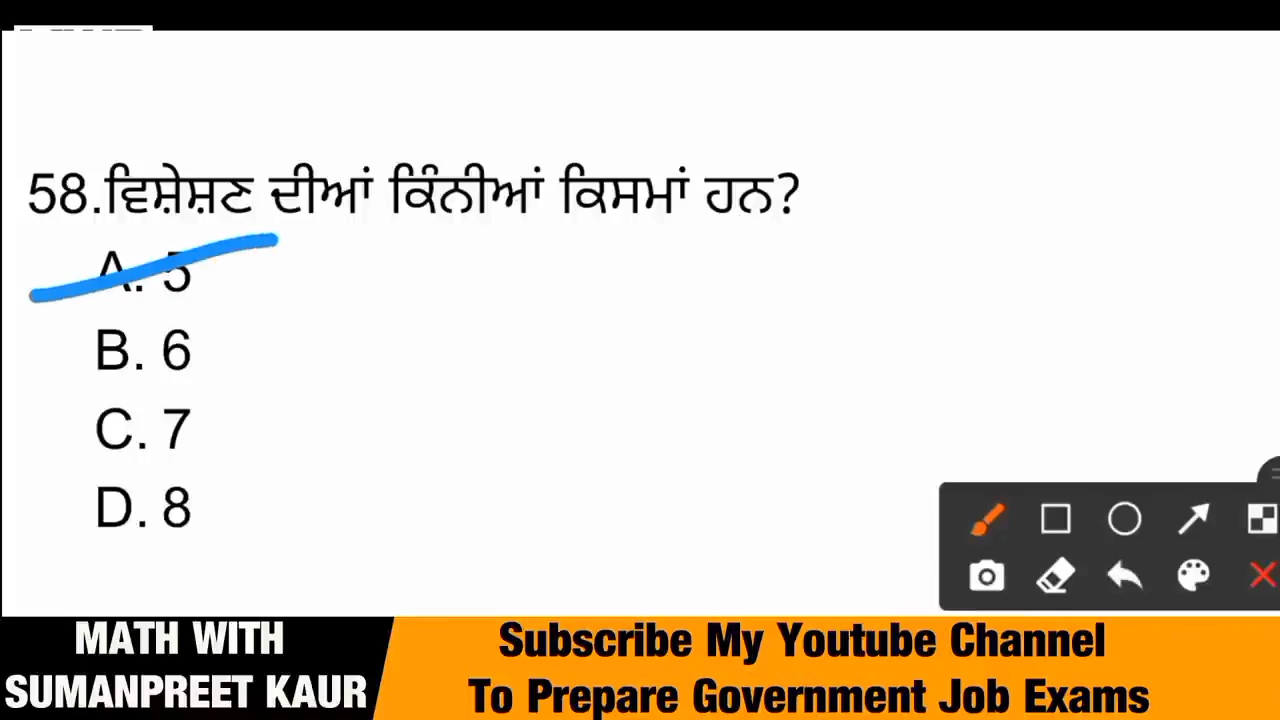 58.ਵਿਸ਼ੇਸ਼ਣ ਦੀਆਂ ਕਿੰਨੀਆਂ ਕਿਸਮਾਂ ਹਨ?
A. 5
B. 6
C. 7
D. 8
MATH WITH
SUMANPREET KAUR
Subscribe My Youtube Channel
To Prepare Government Job Exams